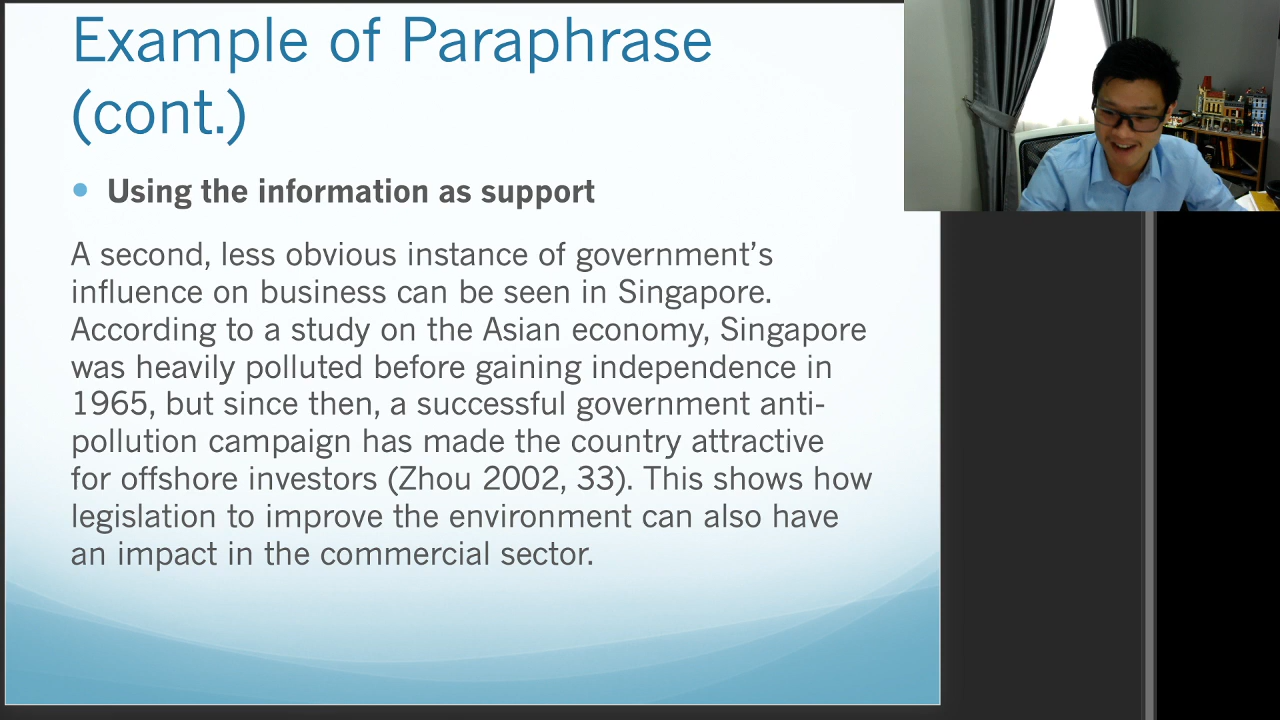 Example of Paraphrase
(cont.)
Using the information as support
A second, less obvious instance of government’s
influence on business can be seen in Singapore.
According to a study on the Asian economy, Singapore
was heavily polluted before gaining independence in
1965, but since then, a successful government anti-
pollution campaign has made the country attractive
for offshore investors (Zhou 2002, 33). This shows how
legislation to improve the environment can also have
an impact in the commercial sector.